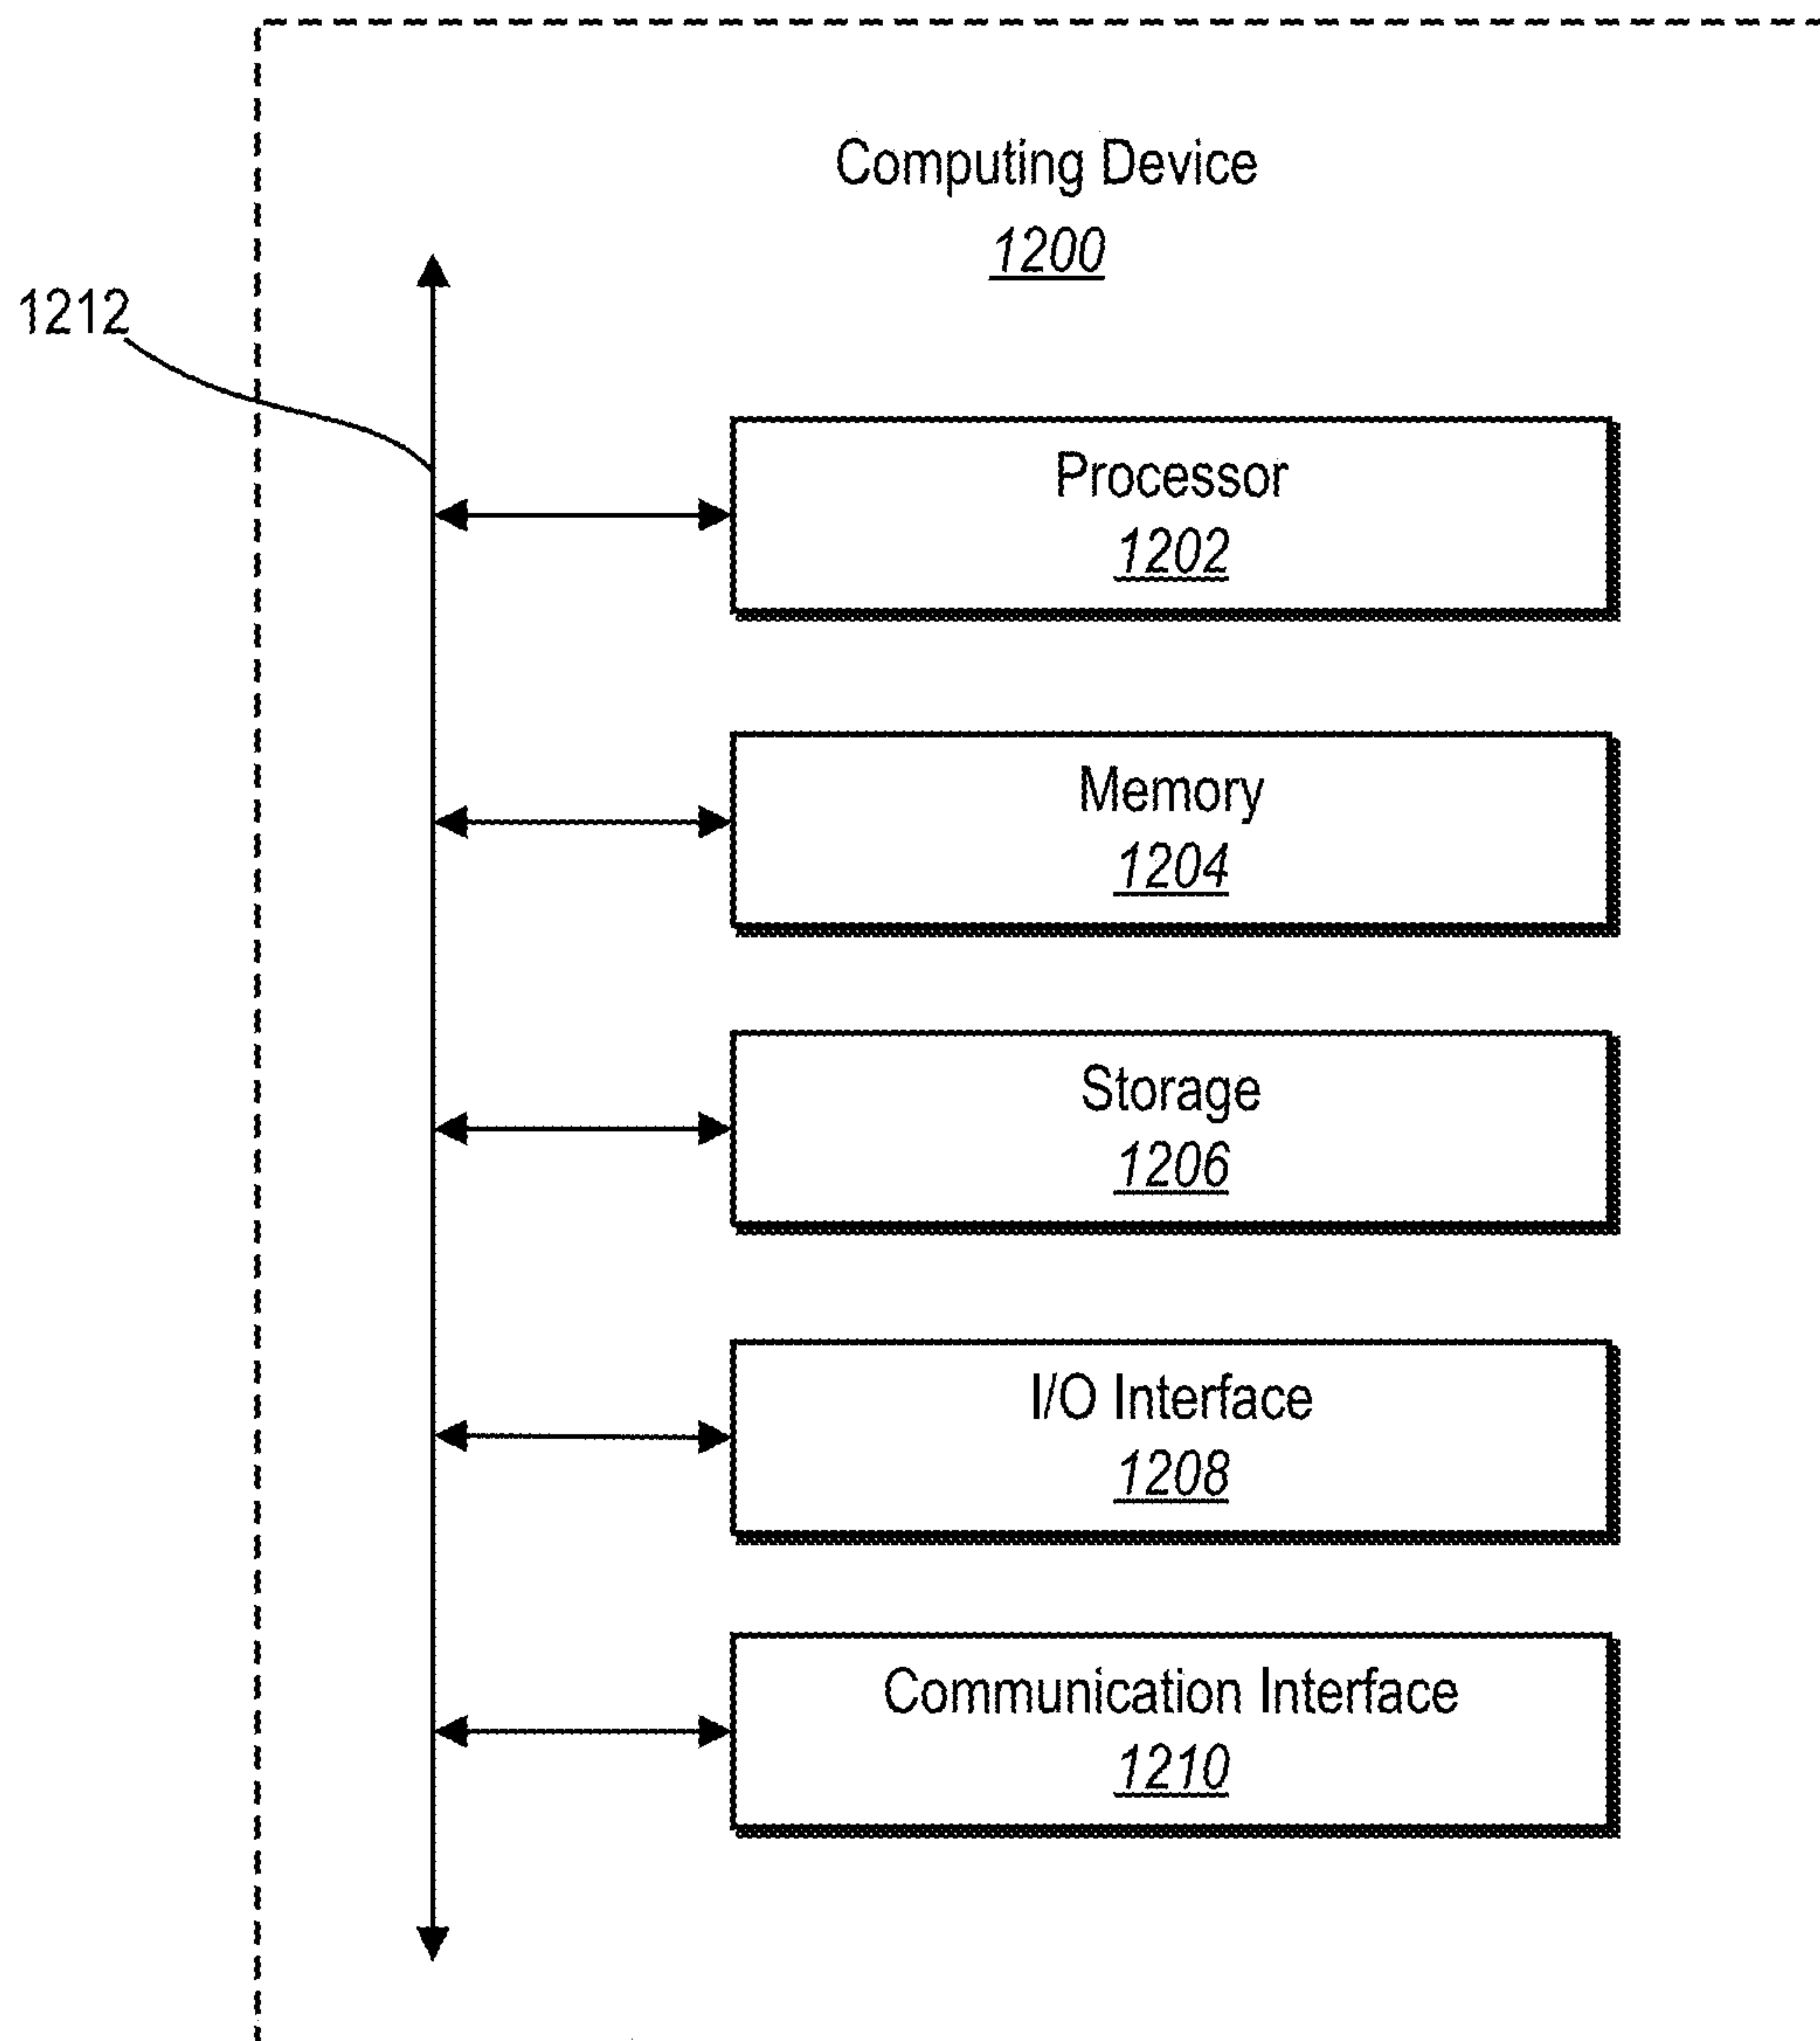 Computing Device
1200
1212
Processor
1202
Memory
1204
Storage
1206
I/O Interface
1208
Communication Interface
1210